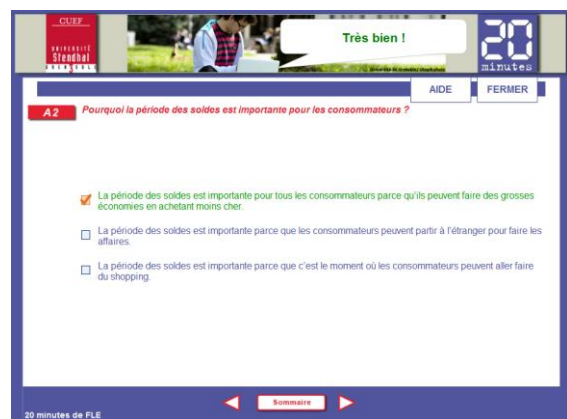 CUEF
UNIVERSITÉ
Stendhal
GRENOBLE
Très bien !
20
minutes
AIDE
FERMER
A2
Pourquoi la période des soldes est importante pour les consommateurs ?
La période des soldes est importante pour tous les consommateurs parce qu'ils peuvent faire des grosses
économies en achetant moins cher.
La période des soldes est importante parce que les consommateurs peuvent partir à l'étranger pour faire les
affaires.
La période des soldes est importante parce que c'est le moment où les consommateurs peuvent aller faire
du shopping.
Sommaire
20 minutes de FLE